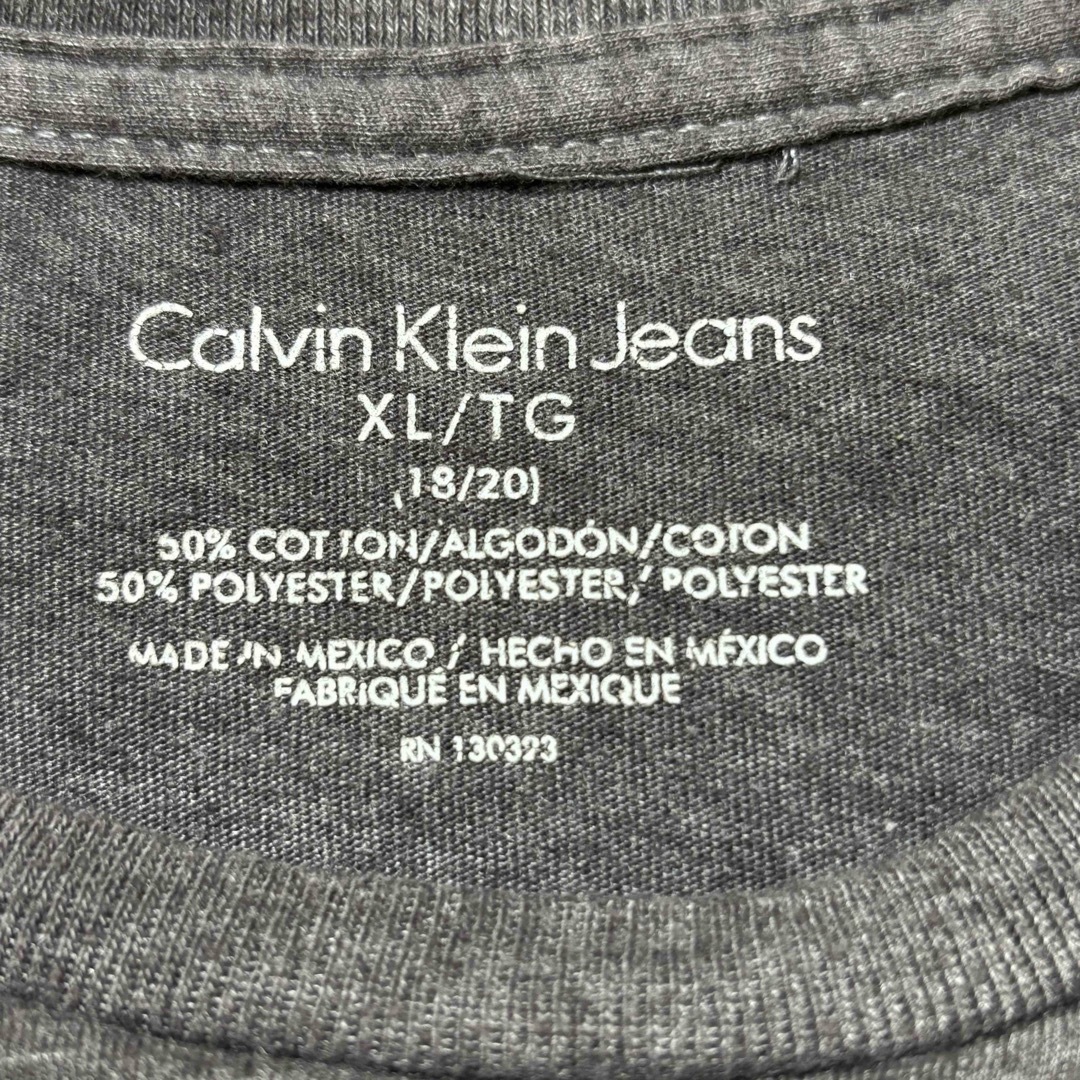 Calvin Klein Jeans
XL/TG
(18/20)
50% COTTON/ALGODÓN/COTON
50% POLYESTER/POLYESTER/POLYESTER
MADE IN MEXICO / HECHO EN MÉXICO
FABRIQUÉ EN MEXIQUE
RN 130323